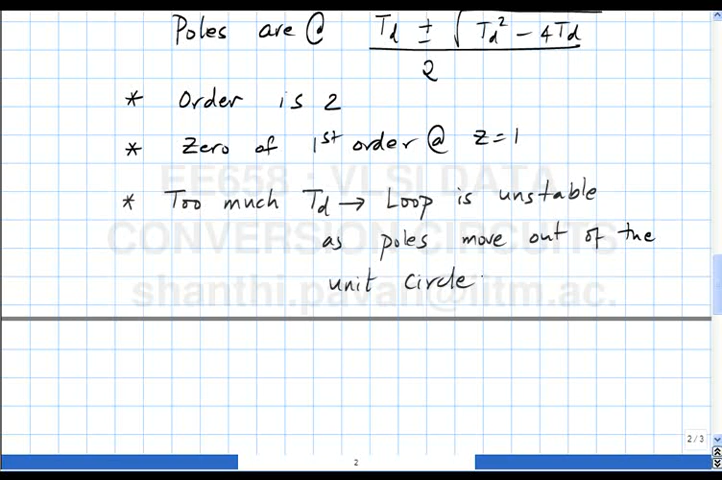 Poles are @ Td ± √Td² − 4Td
2
* Order is 2
* Zero of 1st order @ z=1
* Too much Td → Loop is unstable
as poles move out of the
unit circle.
EE658 : VLSI DATA
CONVERSION CIRCUITS
shanthi.pavan@iitm.ac.
2/3
2